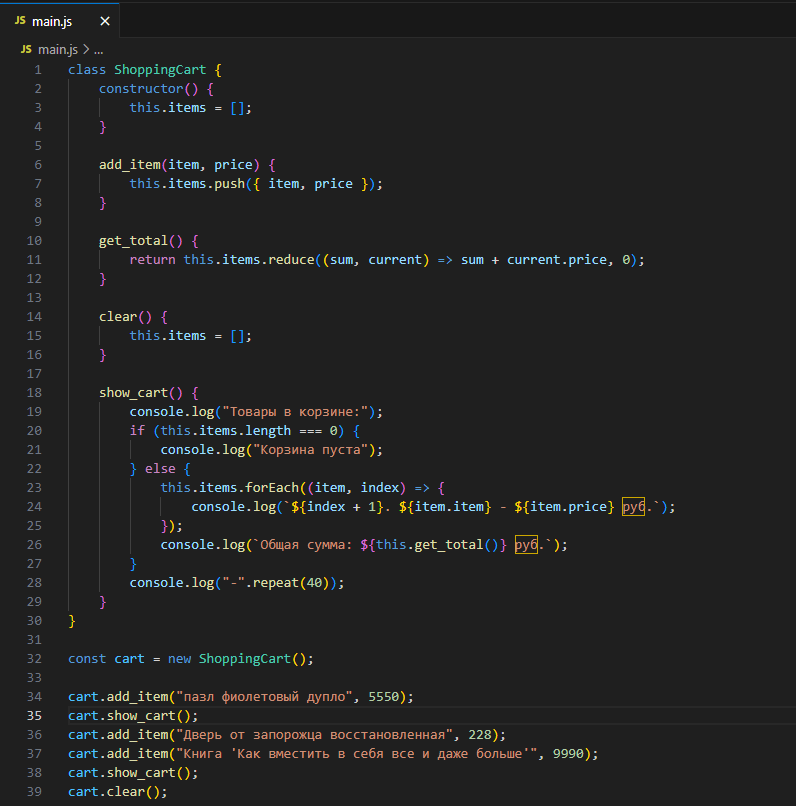 JS main.js ×
JS main.js > ...
1 class ShoppingCart {
2     constructor() {
3         this.items = [];
4     }
5
6     add_item(item, price) {
7         this.items.push({ item, price });
8     }
9
10     get_total() {
11         return this.items.reduce((sum, current) => sum + current.price, 0);
12     }
13
14     clear() {
15         this.items = [];
16     }
17
18     show_cart() {
19         console.log("Товары в корзине:");
20         if (this.items.length === 0) {
21             console.log("Корзина пуста");
22         } else {
23             this.items.forEach((item, index) => {
24                 console.log(`${index + 1}. ${item.item} - ${item.price} руб.`);
25             });
26             console.log(`Общая сумма: ${this.get_total()} руб.`);
27         }
28         console.log("-".repeat(40));
29     }
30 }
31
32 const cart = new ShoppingCart();
33
34 cart.add_item("пазл фиолетовый дупло", 5550);
35 cart.show_cart();
36 cart.add_item("Дверь от запорожца восстановленная", 228);
37 cart.add_item("Книга 'Как вместить в себя все и даже больше'", 9990);
38 cart.show_cart();
39 cart.clear();